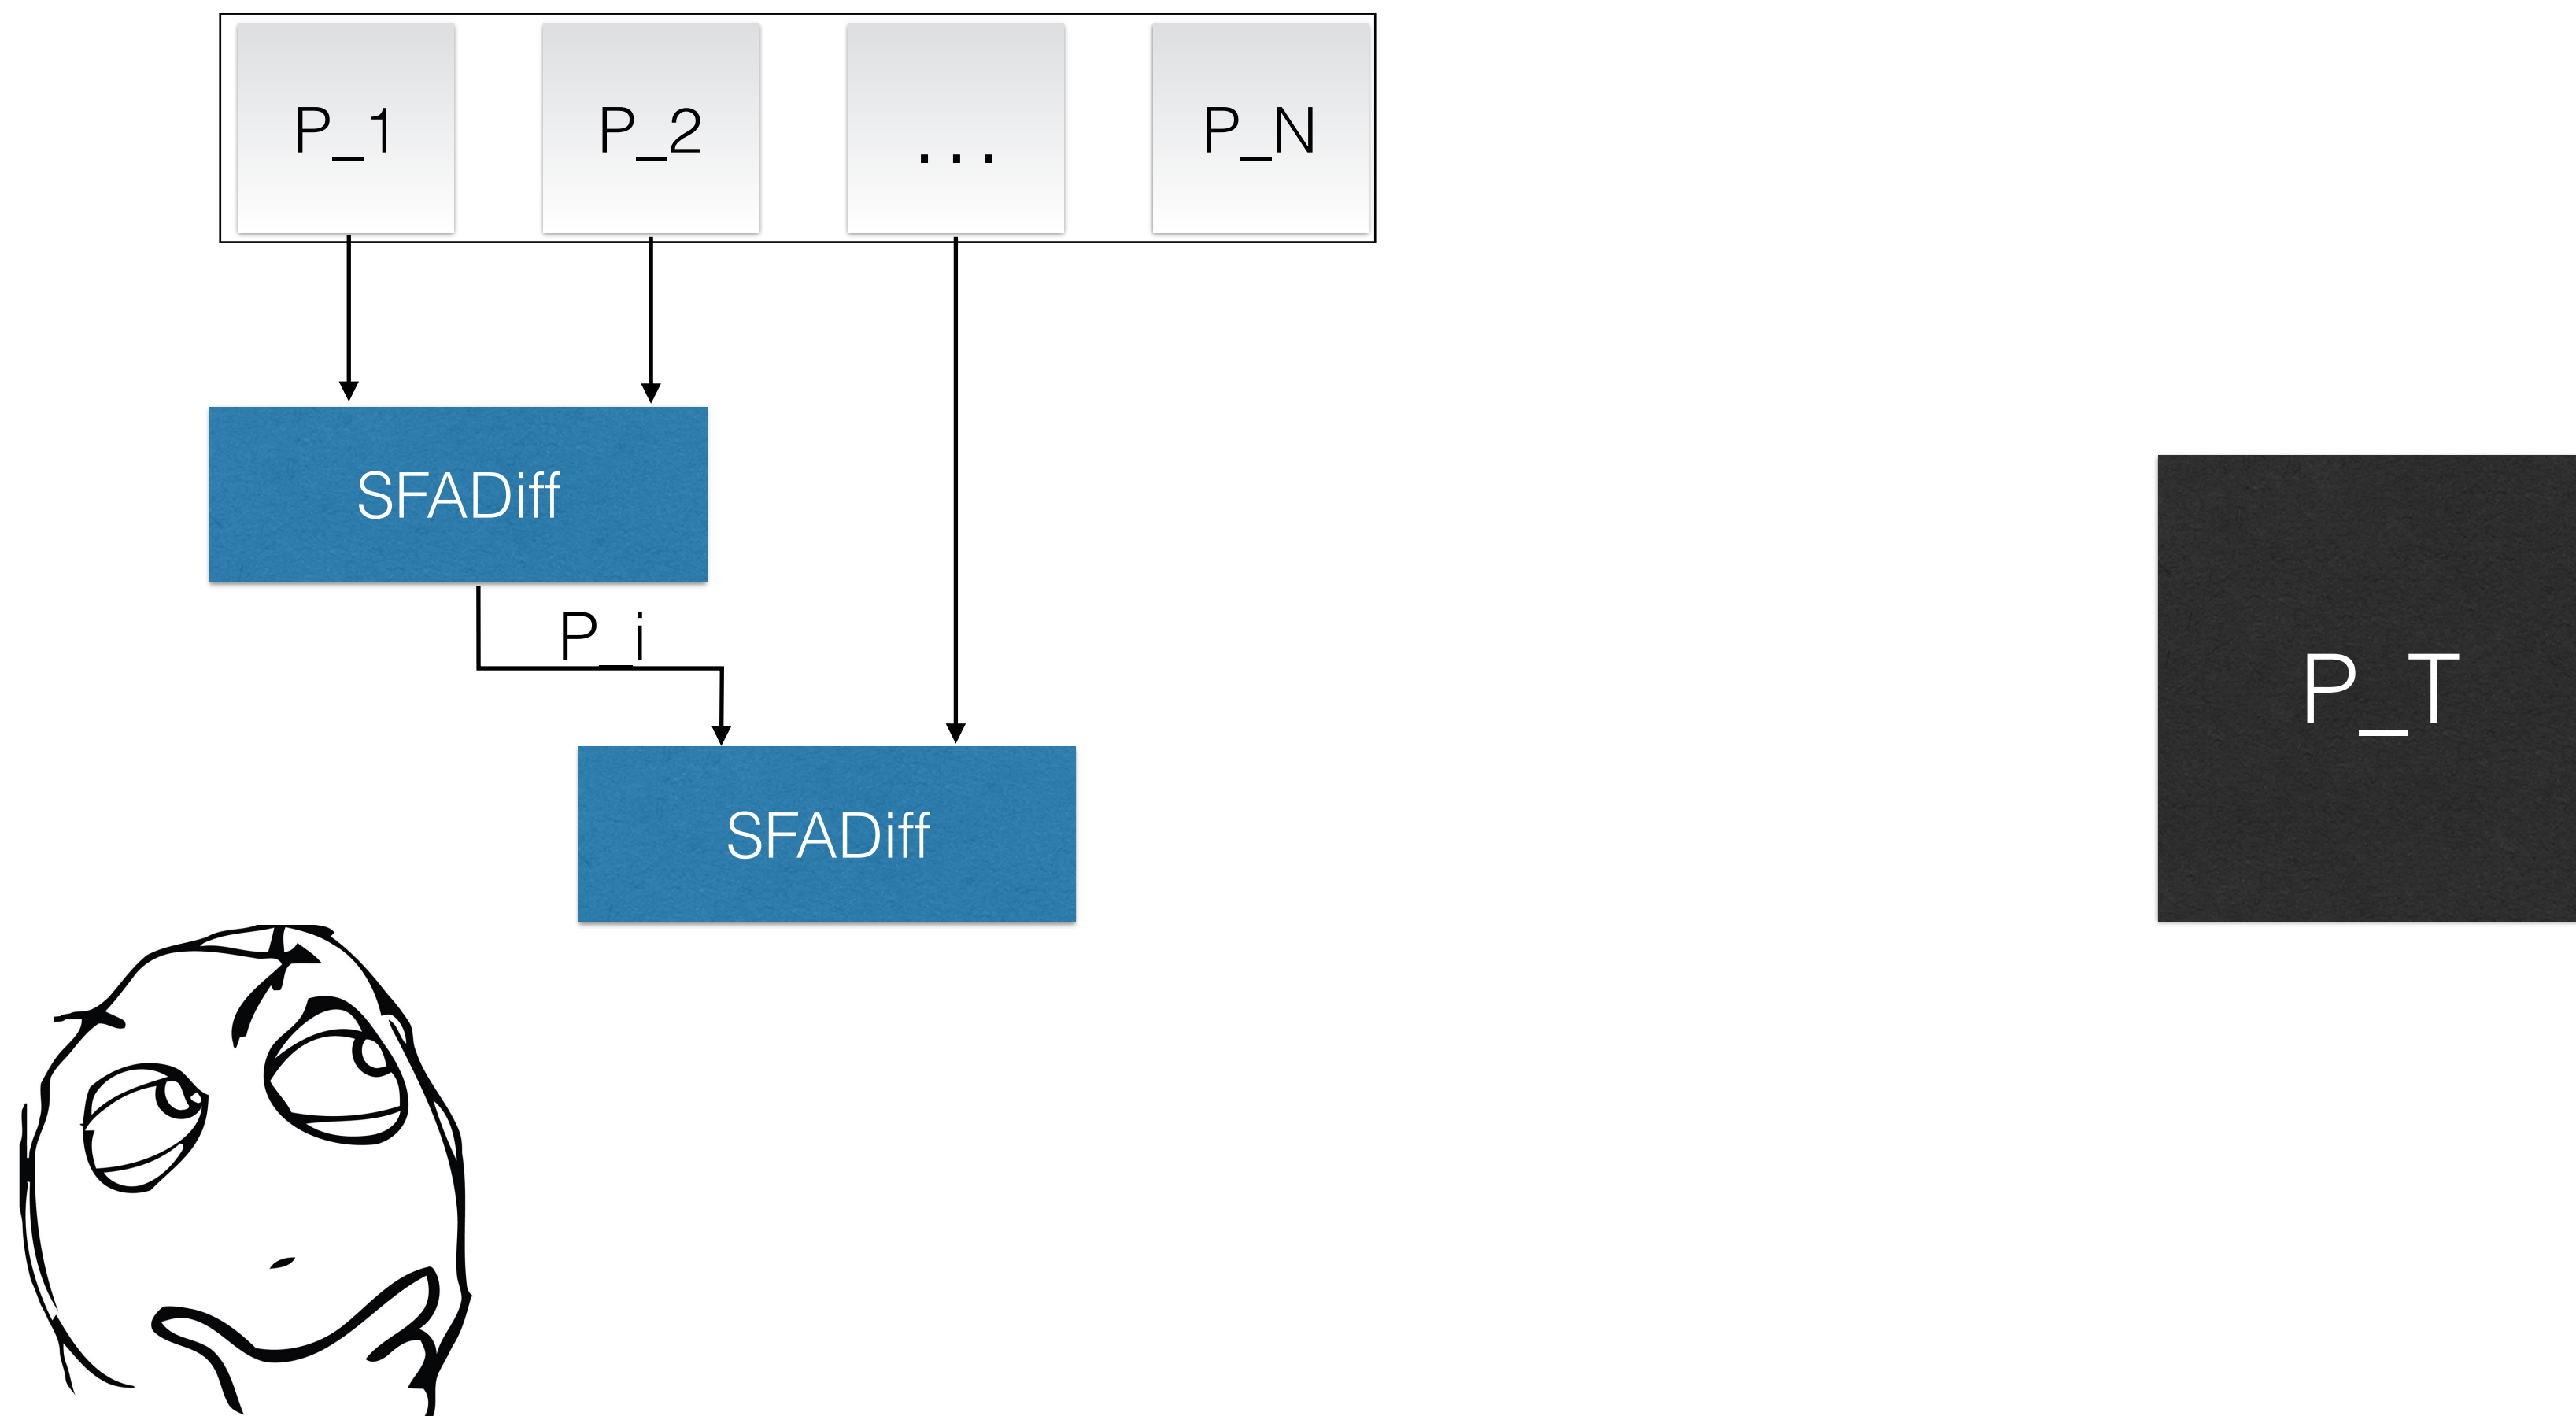 P_1
P_2
...
P_N
SFADiff
P_i
P_T
SFADiff